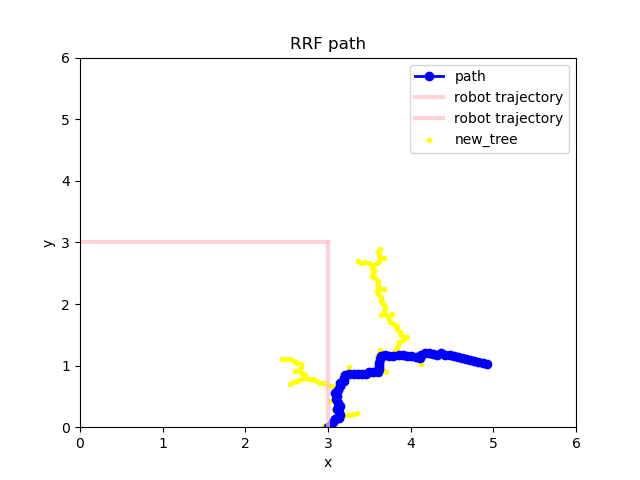 RRF path
path
robot trajectory
robot trajectory
new_tree
6
5
4
3
2
1
0
y
0 1 2 3 4 5 6
x